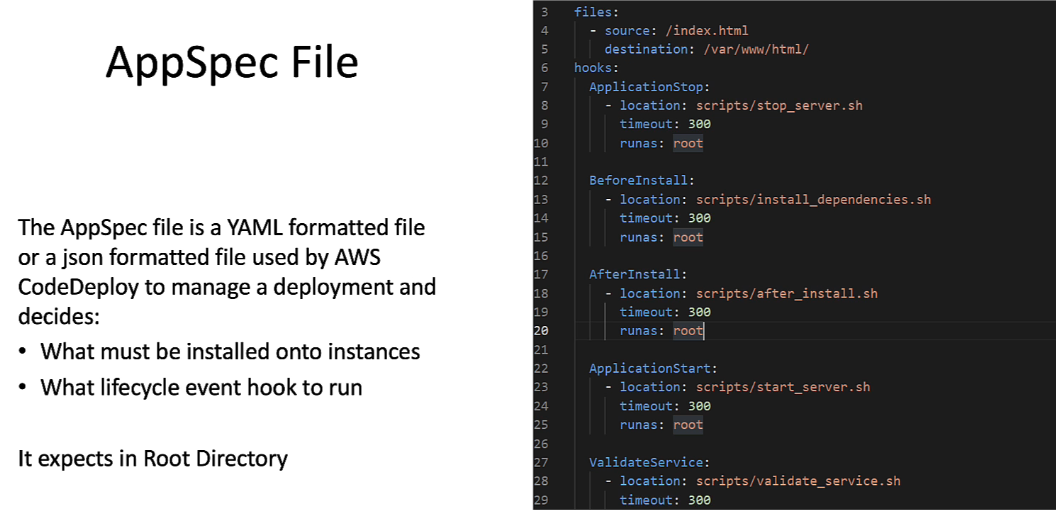 AppSpec File
The AppSpec file is a YAML formatted file
or a json formatted file used by AWS
CodeDeploy to manage a deployment and
decides:
• What must be installed onto instances
• What lifecycle event hook to run
It expects in Root Directory
3 files:
4 - source: /index.html
5 destination: /var/www/html/
6 hooks:
7 ApplicationStop:
8 - location: scripts/stop_server.sh
9 timeout: 300
10 runas: root
11
12 BeforeInstall:
13 - location: scripts/install_dependencies.sh
14 timeout: 300
15 runas: root
16
17 AfterInstall:
18 - location: scripts/after_install.sh
19 timeout: 300
20 runas: root
21
22 ApplicationStart:
23 - location: scripts/start_server.sh
24 timeout: 300
25 runas: root
26
27 ValidateService:
28 - location: scripts/validate_service.sh
29 timeout: 300